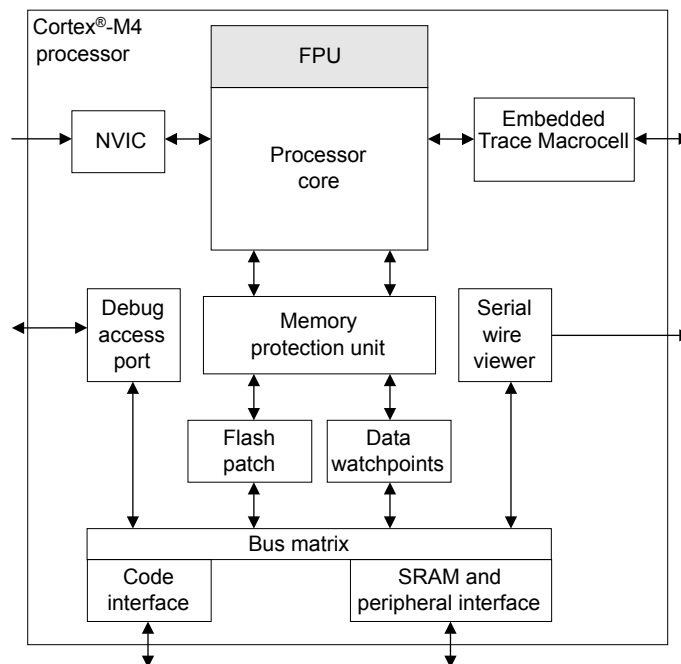 Cortex®-M4
processor
FPU
NVIC
Processor
core
Embedded
Trace Macrocell
Debug
access
port
Memory
protection unit
Serial
wire
viewer
Flash
patch
Data
watchpoints
Bus matrix
Code
interface
SRAM and
peripheral interface